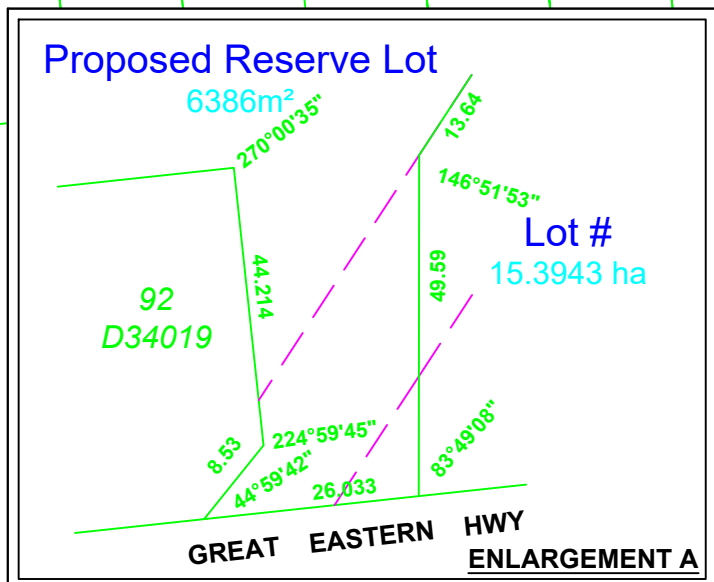 Proposed Reserve Lot
6386m²
270°00'35"
13.64
146°51'53"
Lot #
15.3943 ha
44.214
49.59
92
D34019
8.53
224°59'45"
44°59'42"
26.033
83°49'08"
GREAT EASTERN HWY
ENLARGEMENT A